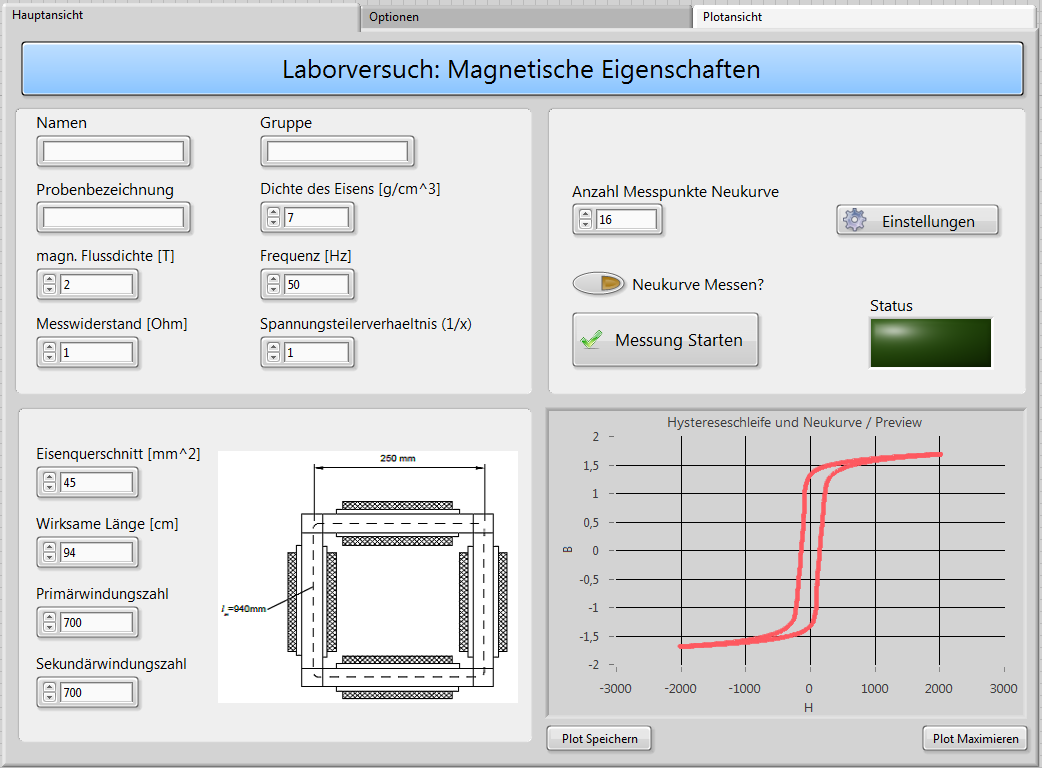 Hauptansicht
Optionen
Plotansicht
Laborversuch: Magnetische Eigenschaften
Namen
Gruppe
Probenbezeichnung
Dichte des Eisens [g/cm^3]
7
magn. Flussdichte [T]
Frequenz [Hz]
2
50
Messwiderstand [Ohm]
Spannungsteilerverhaeltnis (1/x)
1
1
Anzahl Messpunkte Neukurve
16
Einstellungen
Neukurve Messen?
Status
Messung Starten
Eisenquerschnitt [mm^2]
45
Wirksame Länge [cm]
94
Primärwindungszahl
700
Sekundärwindungszahl
700
250 mm
l m=940mm
Hystereseschleife und Neukurve / Preview
2
1,5
1
0,5
0
-0,5
-1
-1,5
-2
B
-3000
-2000
-1000
0
1000
2000
3000
H
Plot Speichern
Plot Maximieren